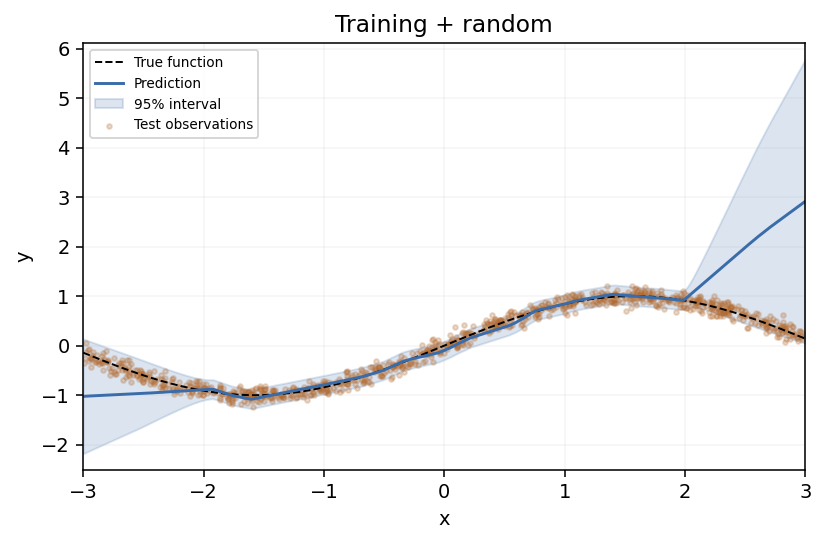 Training + random
True function
Prediction
95% interval
Test observations
6
5
4
3
2
1
0
−1
−2
y
−3 −2 −1 0 1 2 3
x